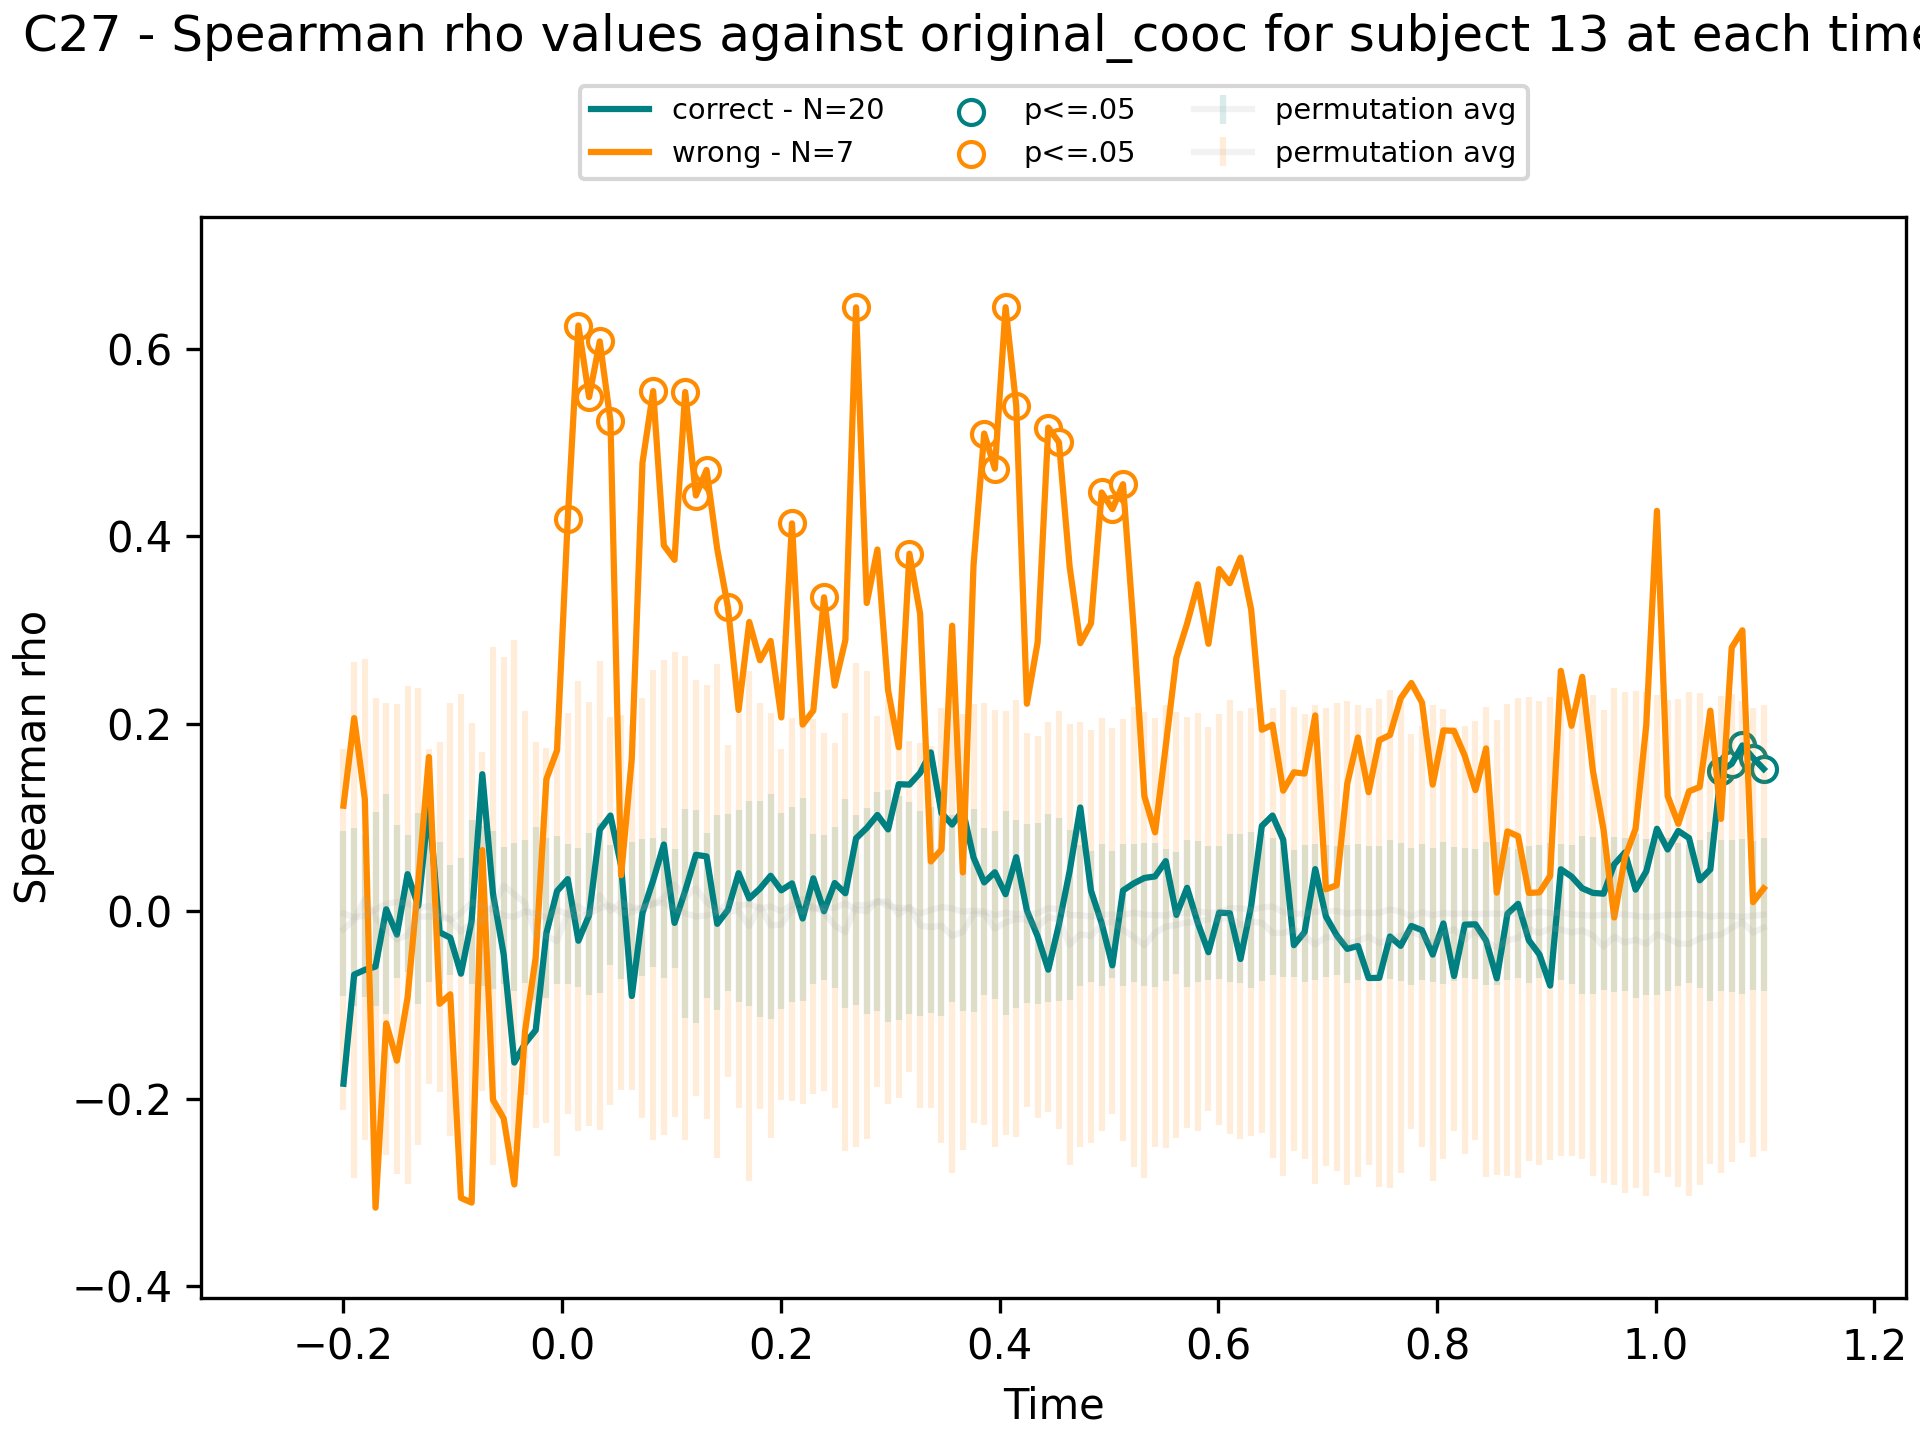 C27 - Spearman rho values against original_cooc for subject 13 at each time
correct - N=20 p<=.05 permutation avg
wrong - N=7 p<=.05 permutation avg
0.6
0.4
0.2
0.0
−0.2
−0.4
Spearman rho
−0.2 0.0 0.2 0.4 0.6 0.8 1.0 1.2
Time